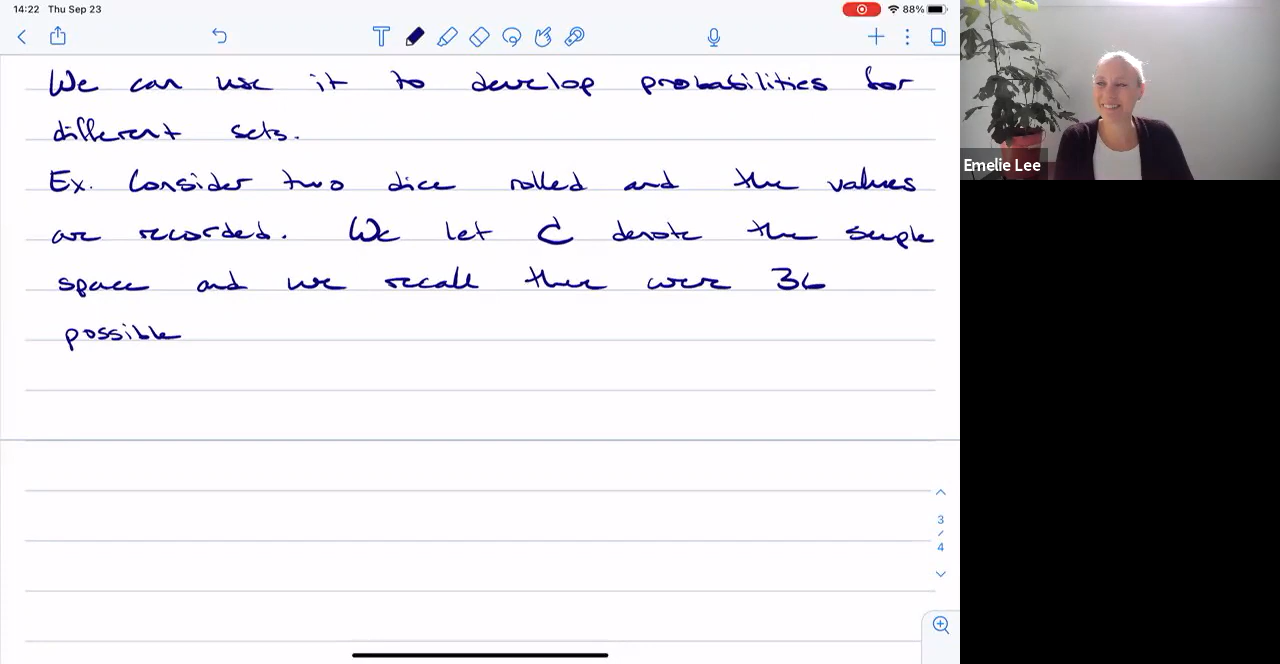 14:22 Thu Sep 23
88%
We can use it to develop probabilities for
different sets.
Ex. Consider two dice rolled and the values
are recorded. We let C denote the sample
space and we recall there were 36
possible
3
/
4
Emelie Lee